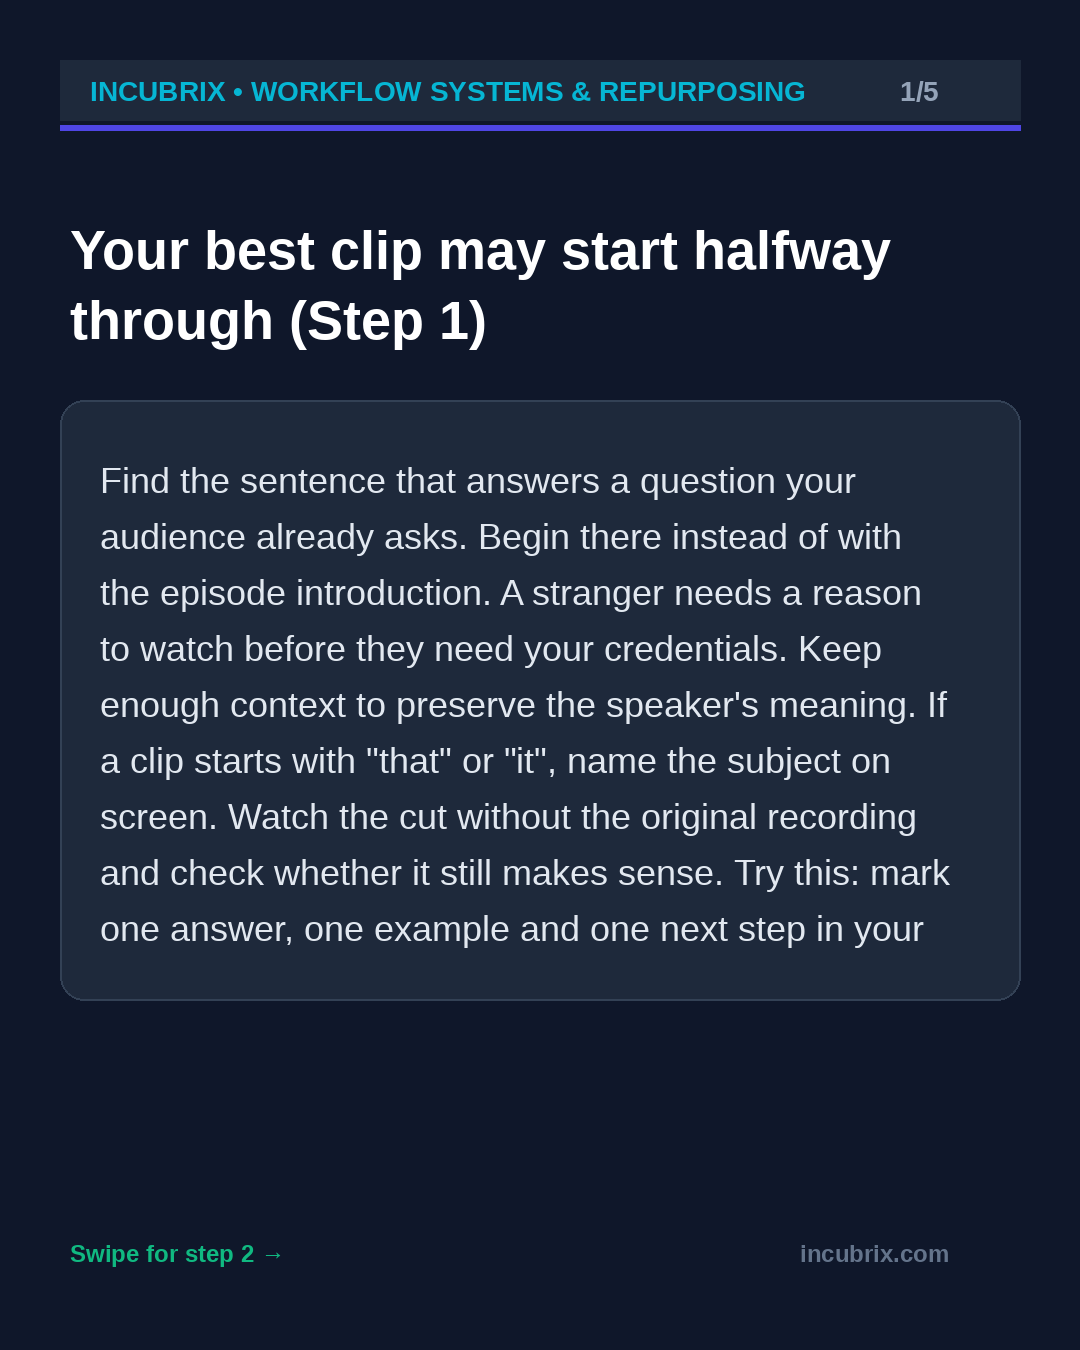 INCUBRIX • WORKFLOW SYSTEMS & REPURPOSING 1/5
Your best clip may start halfway
through (Step 1)
Find the sentence that answers a question your
audience already asks. Begin there instead of with
the episode introduction. A stranger needs a reason
to watch before they need your credentials. Keep
enough context to preserve the speaker's meaning. If
a clip starts with "that" or "it", name the subject on
screen. Watch the cut without the original recording
and check whether it still makes sense. Try this: mark
one answer, one example and one next step in your
Swipe for step 2 → incubrix.com